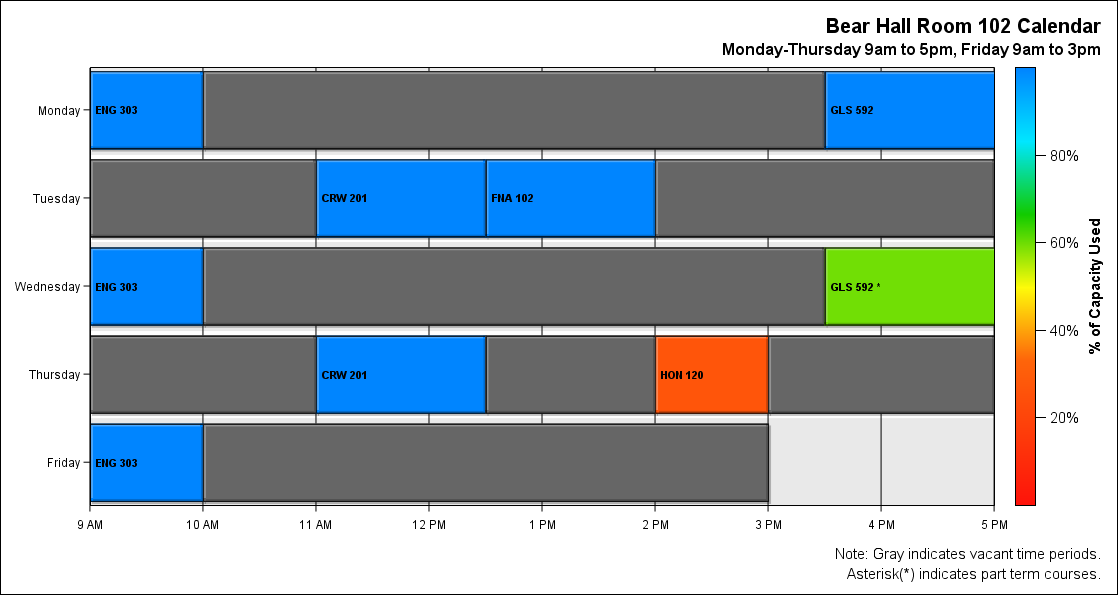 Bear Hall Room 102 Calendar
Monday-Thursday 9am to 5pm, Friday 9am to 3pm
Monday
ENG 303
GLS 592
Tuesday
CRW 201
FNA 102
Wednesday
ENG 303
GLS 592 *
Thursday
CRW 201
HON 120
Friday
ENG 303
9 AM
10 AM
11 AM
12 PM
1 PM
2 PM
3 PM
4 PM
5 PM
80%
60%
40%
20%
% of Capacity Used
Note: Gray indicates vacant time periods.
Asterisk(*) indicates part term courses.